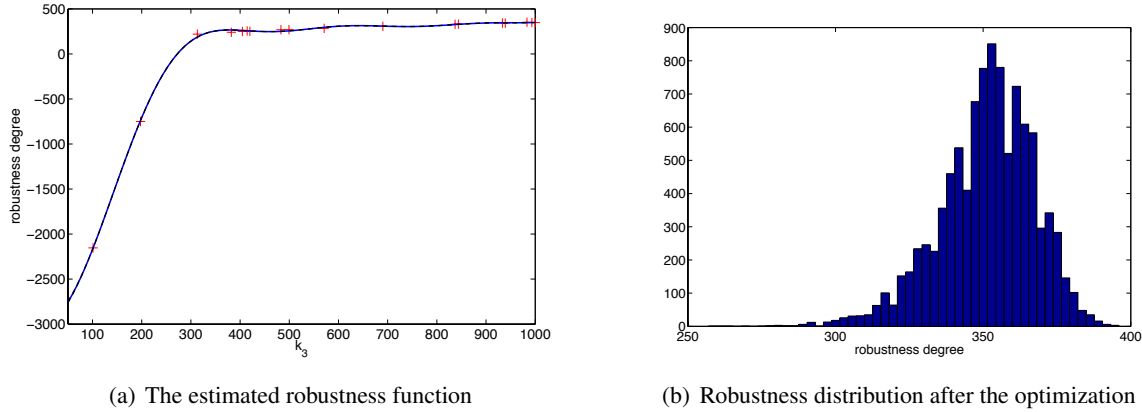 500
0
−500
−1000
−1500
−2000
−2500
−3000
robustness degree
100 200 300 400 500 600 700 800 900 1000
k3
900
800
700
600
500
400
300
200
100
0
250 300 350 400
robustness degree
(a) The estimated robustness function
(b) Robustness distribution after the optimization